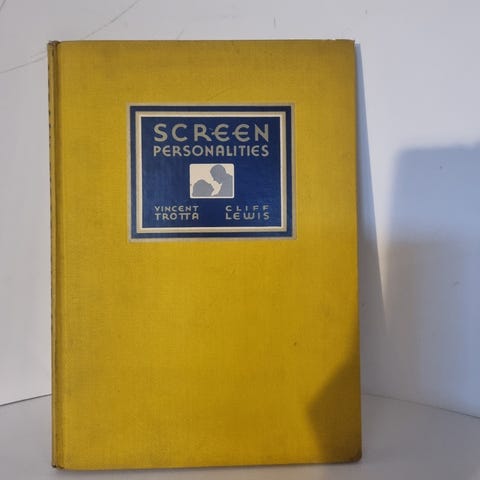 SCREEN
PERSONALITIES
VINCENT CLIFF
TROTTA LEWIS